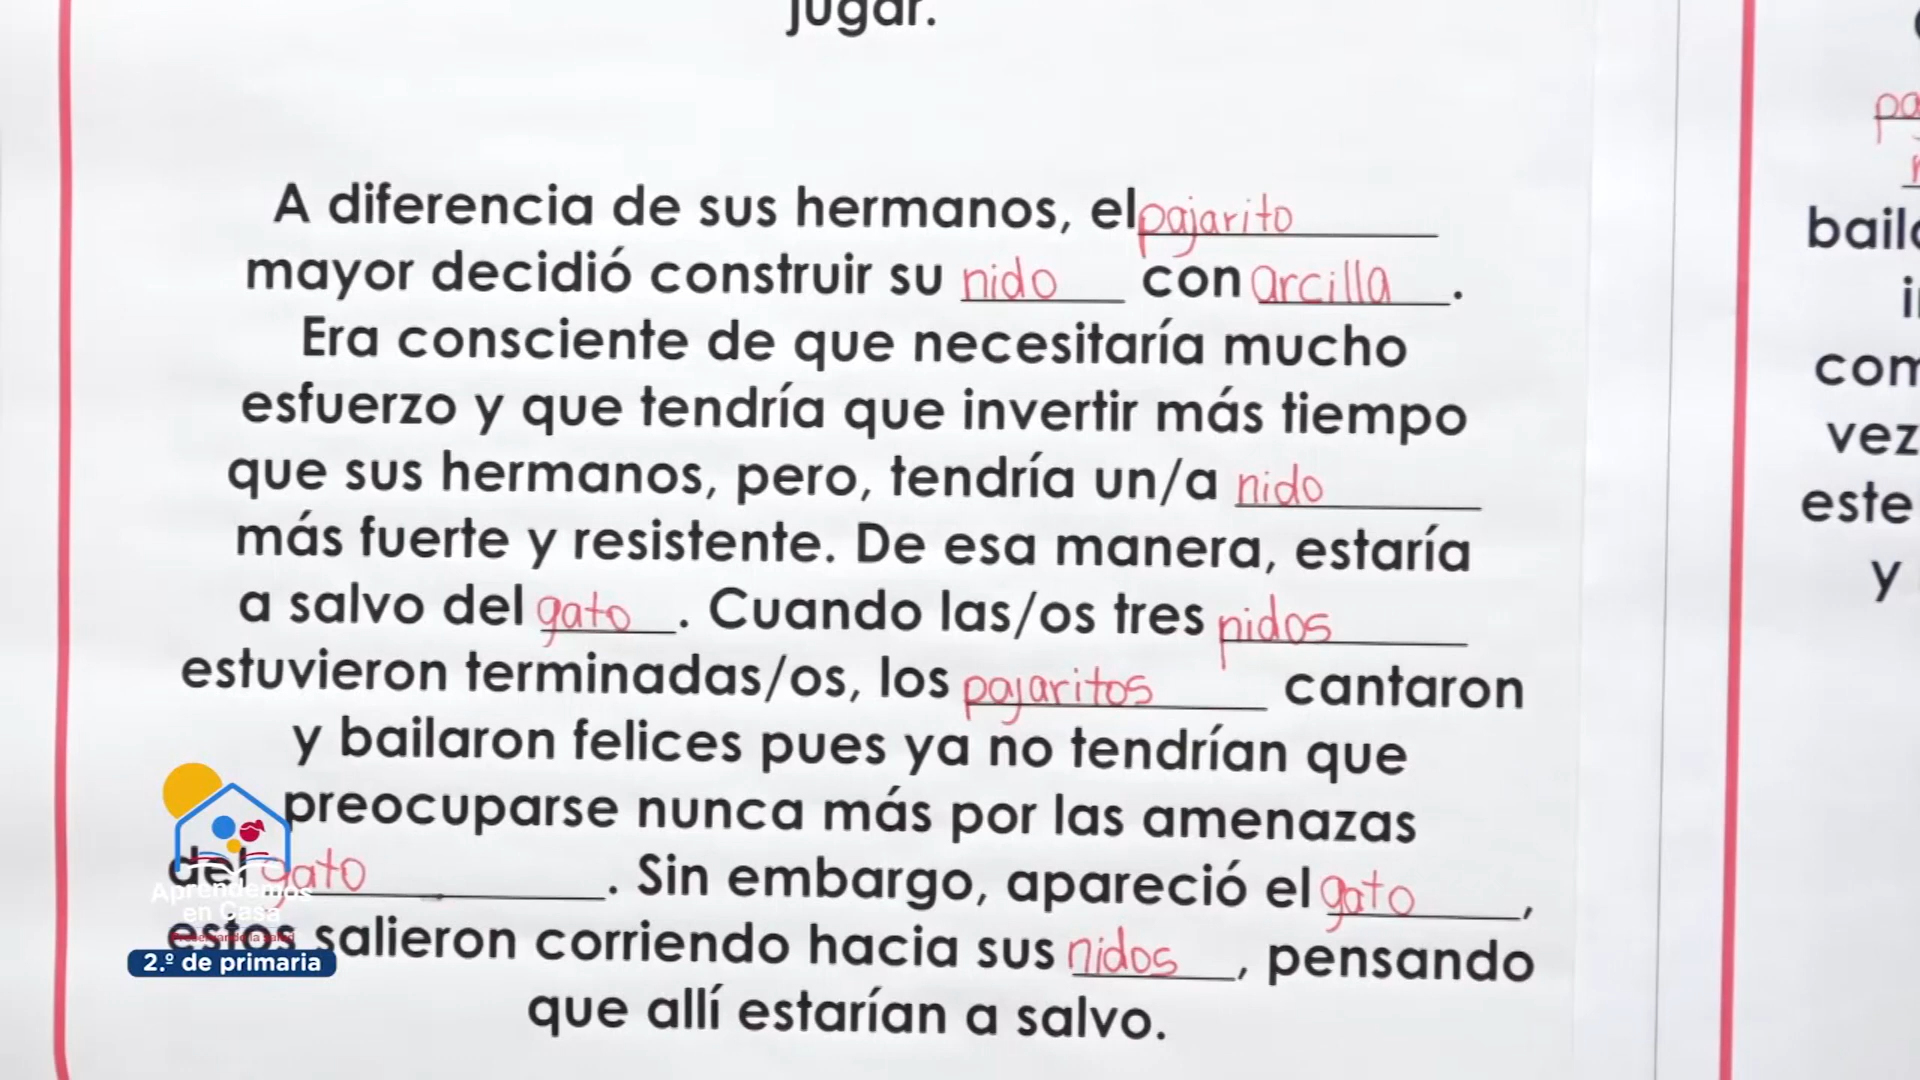 jugar.
A diferencia de sus hermanos, el pajarito
mayor decidió construir su nido con arcilla.
Era consciente de que necesitaría mucho
esfuerzo y que tendría que invertir más tiempo
que sus hermanos, pero, tendría un/a nido
más fuerte y resistente. De esa manera, estaría
a salvo del gato. Cuando las/os tres nidos
estuvieron terminadas/os, los pajaritos cantaron
y bailaron felices pues ya no tendrían que
preocuparse nunca más por las amenazas
del gato. Sin embargo, apareció el gato,
estos salieron corriendo hacia sus nidos, pensando
que allí estarían a salvo.
Aprendemos
en Casa
2.º de primaria
vez
este
y